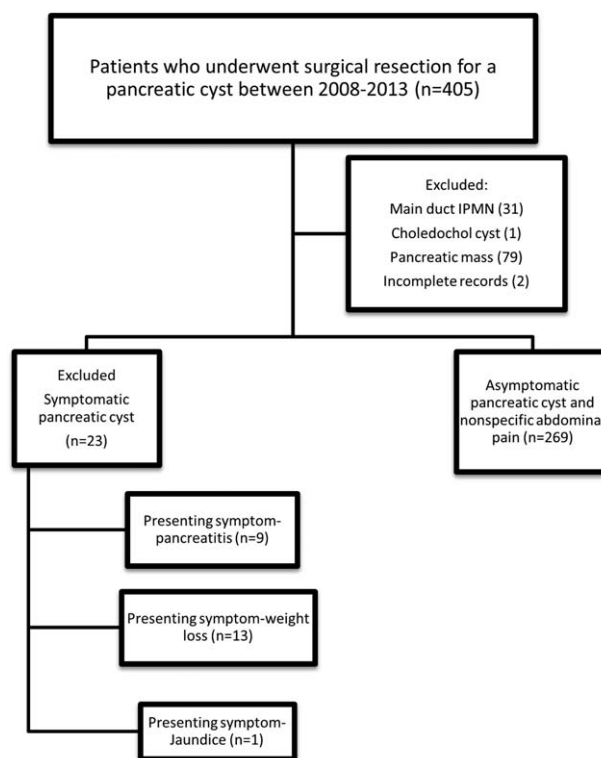 Patients who underwent surgical resection for a
pancreatic cyst between 2008-2013 (n=405)
Excluded:
Main duct IPMN (31)
Choledochol cyst (1)
Pancreatic mass (79)
Incomplete records (2)
Excluded
Symptomatic
pancreatic cyst
(n=23)
Asymptomatic
pancreatic cyst and
nonspecific abdominal
pain (n=269)
Presenting symptom-
pancreatitis (n=9)
Presenting symptom-weight
loss (n=13)
Presenting symptom-
Jaundice (n=1)